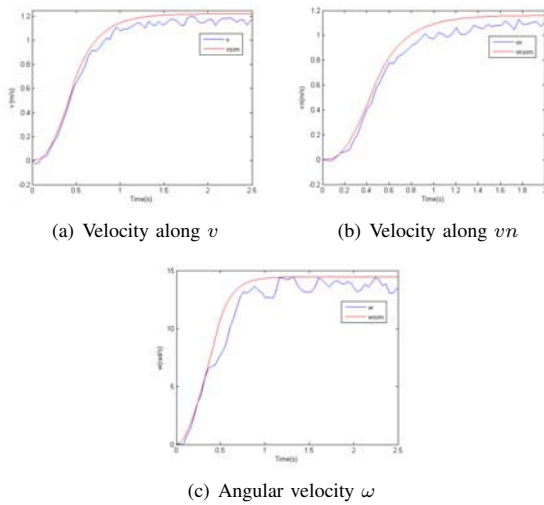 1.2
1
0.8
0.6
0.4
0.2
0
-0.2
v(m/s)
v
vsim
0 0.5 1 1.5 2 2.5
Time(s)
(a) Velocity along v
1.2
1
0.8
0.6
0.4
0.2
0
-0.2
vn(m/s)
vn
vnsim
0 0.2 0.4 0.6 0.8 1 1.2 1.4 1.6 1.8 2
Time(s)
(b) Velocity along vn
15
10
5
0
w(rad/s)
w
wsim
0 0.5 1 1.5 2 2.5
Time(s)
(c) Angular velocity ω